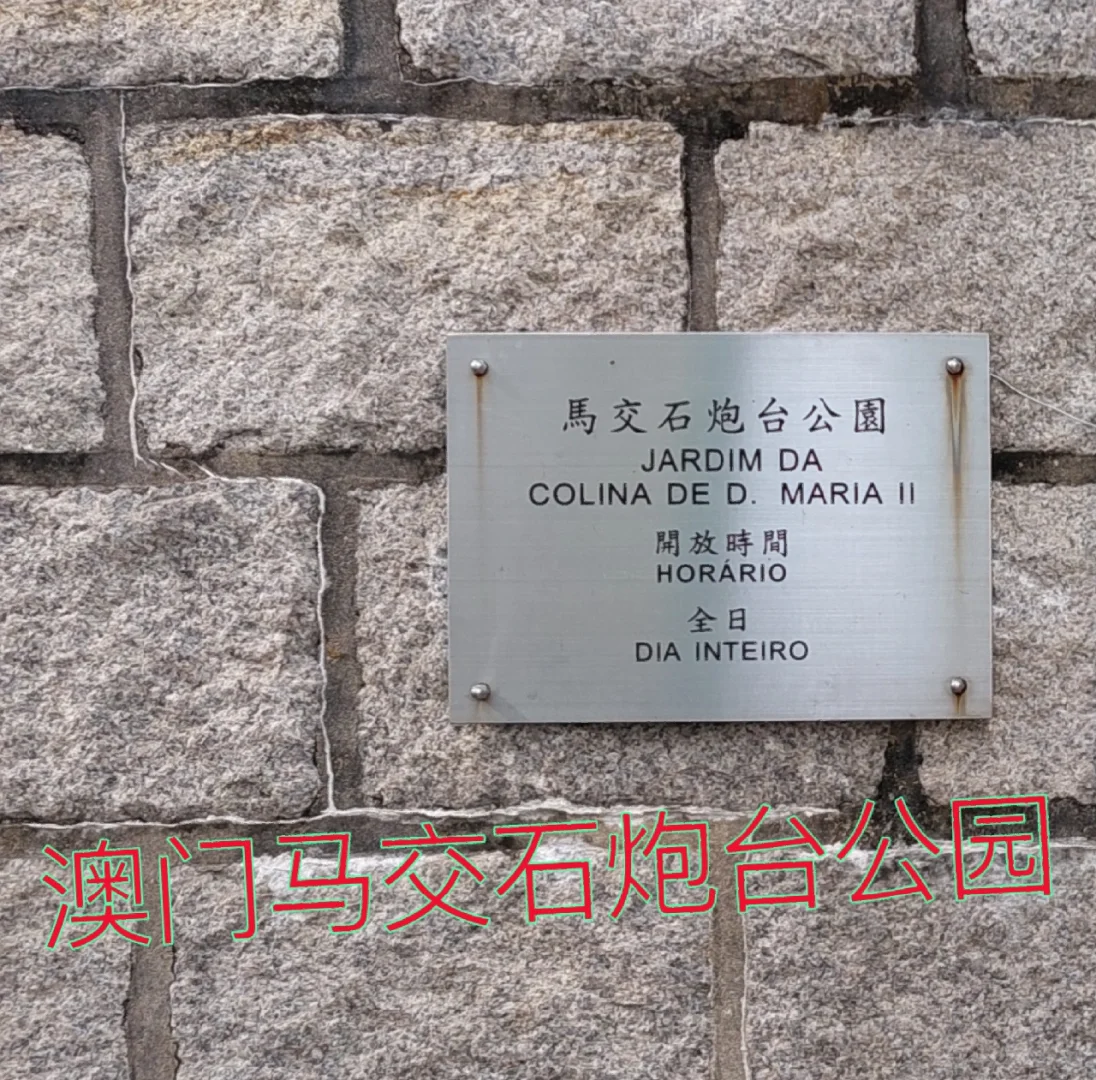 馬交石炮台公園
JARDIM DA
COLINA DE D. MARIA II
開放時間
HORÁRIO
全日
DIA INTEIRO
澳门马交石炮台公园